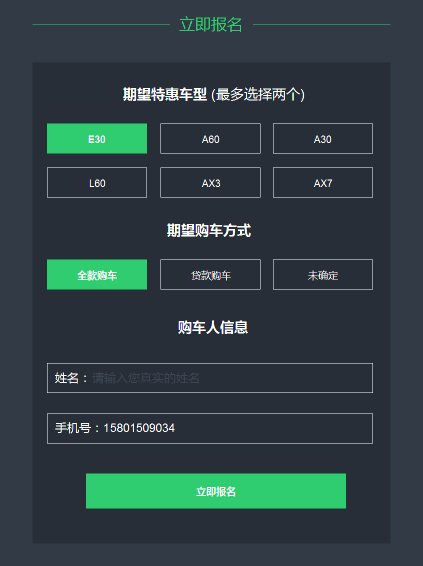 立即报名
期望特惠车型 (最多选择两个)
E30 A60 A30
L60 AX3 AX7
期望购车方式
全款购车 贷款购车 未确定
购车人信息
姓名：请输入您真实的姓名
手机号：15801509034
立即报名